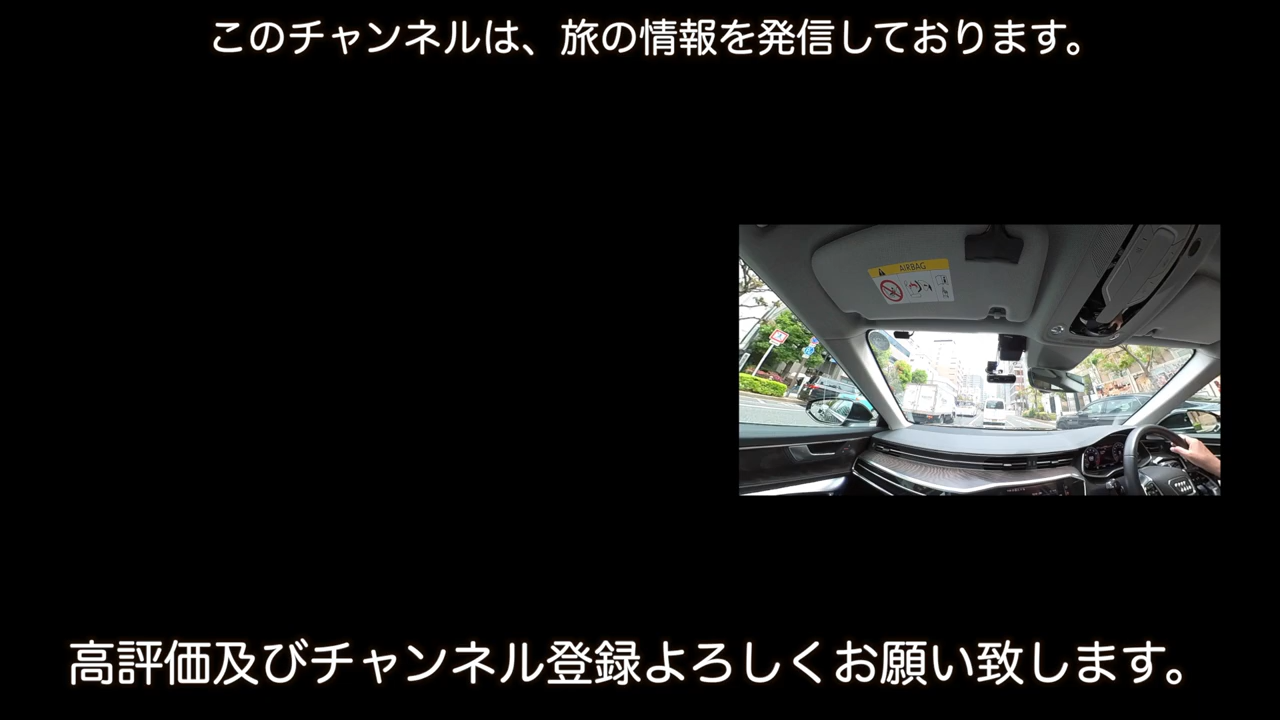 このチャンネルは、旅の情報を発信しております。
AIRBAG
高評価及びチャンネル登録よろしくお願い致します。